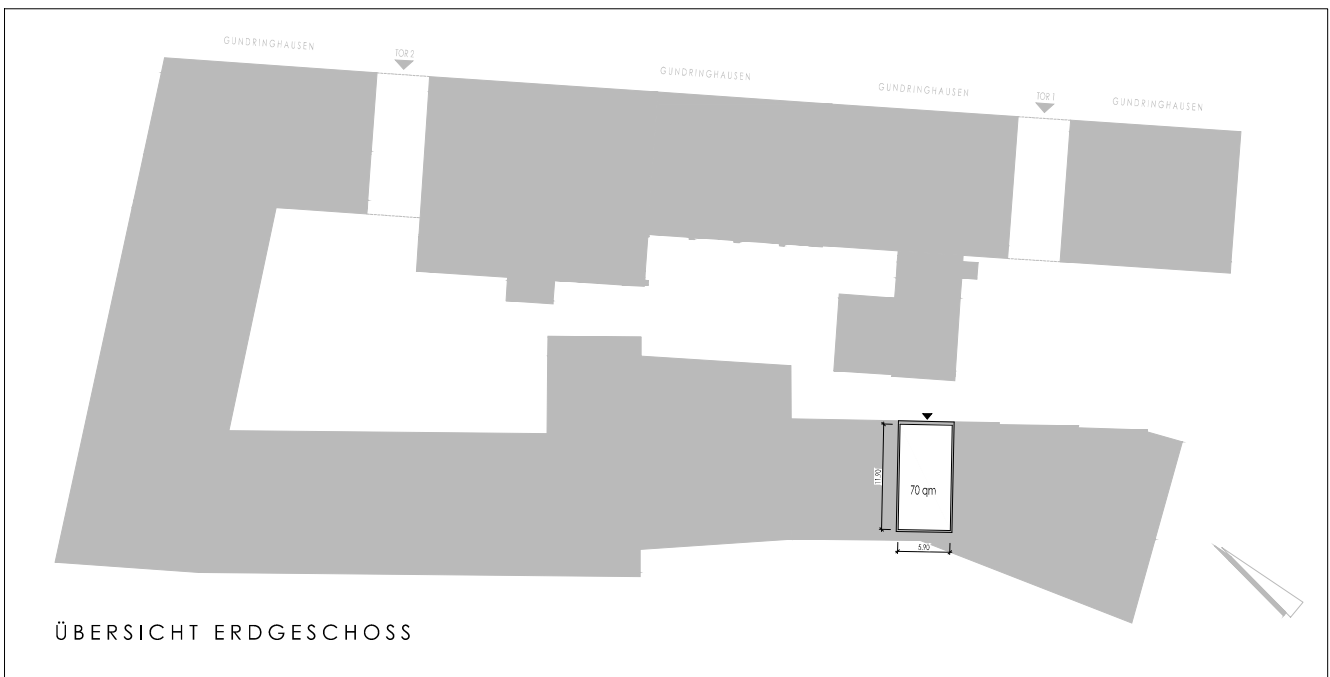 GUNDRINGHAUSEN
TOR 2
GUNDRINGHAUSEN
GUNDRINGHAUSEN
TOR 1
GUNDRINGHAUSEN
11.90
70 qm
5.90
ÜBERSICHT ERDGESCHOSS